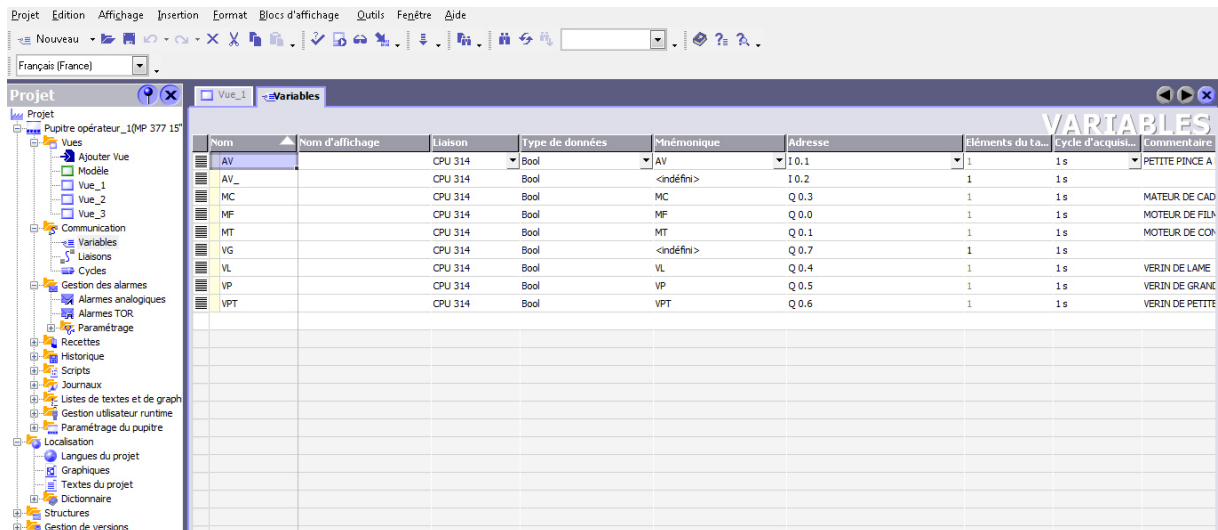 Projet Edition Affichage Insertion Format Blocs d'affichage Outils Fenêtre Aide
Nouveau
Français (France)
Projet
Vue_1 Variables
VARIABLES
Projet
Pupitre opérateur_1(MP 377 15"
Vues
Ajouter Vue
Modèle
Vue_1
Vue_2
Vue_3
Communication
Variables
Liaisons
Cycles
Gestion des alarmes
Alarmes analogiques
Alarmes TOR
Paramétrage
Recettes
Historique
Scripts
Journaux
Listes de textes et de graph
Gestion utilisateur runtime
Paramétrage du pupitre
Localisation
Langues du projet
Graphiques
Textes du projet
Dictionnaire
Structures
Gestion de versions
Nom Nom d'affichage Liaison Type de données Mnémonique Adresse Eléments du ta... Cycle d'acquisi... Commentaire
AV CPU 314 Bool AV I 0.1 1 1 s PETITE PINCE A
AV_ CPU 314 Bool <indéfini> I 0.2 1 1 s
MC CPU 314 Bool MC Q 0.3 1 1 s MATEUR DE CAD
MF CPU 314 Bool MF Q 0.0 1 1 s MOTEUR DE FILM
MT CPU 314 Bool MT Q 0.1 1 1 s MOTEUR DE CON
VG CPU 314 Bool <indéfini> Q 0.7 1 1 s
VL CPU 314 Bool VL Q 0.4 1 1 s VERIN DE LAME
VP CPU 314 Bool VP Q 0.5 1 1 s VERIN DE GRAND
VPT CPU 314 Bool VPT Q 0.6 1 1 s VERIN DE PETITE